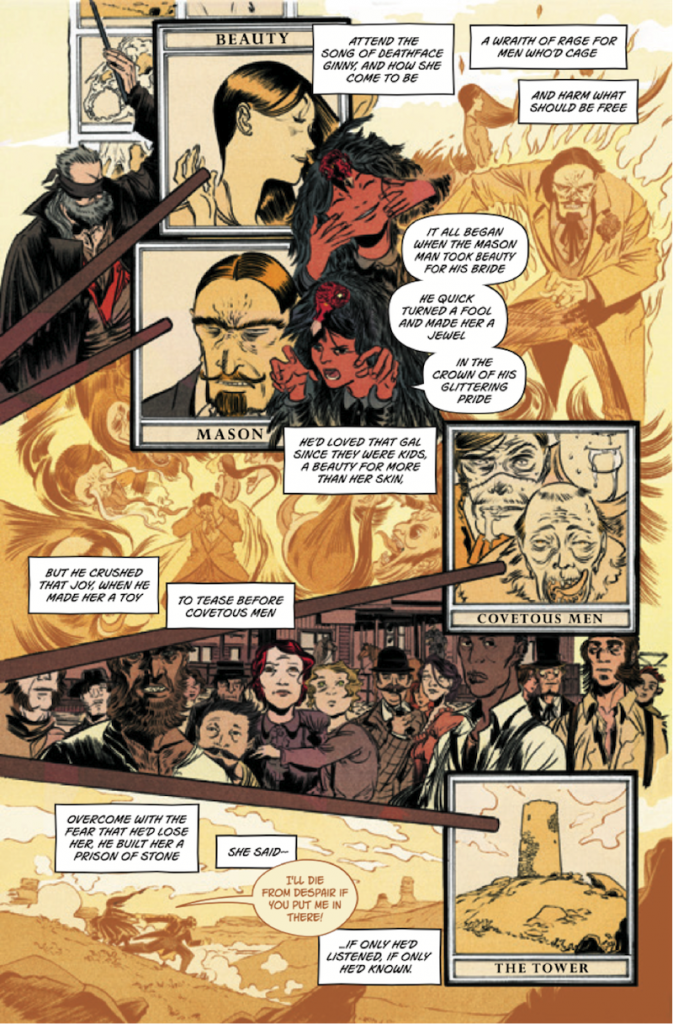 BEAUTY
ATTEND THE
SONG OF DEATHFACE
GINNY, AND HOW SHE
COME TO BE
A WRAITH OF RAGE FOR
MEN WHO'D CAGE
AND HARM WHAT
SHOULD BE FREE
IT ALL BEGAN
WHEN THE MASON
MAN TOOK BEAUTY
FOR HIS BRIDE
HE QUICK
TURNED A FOOL
AND MADE HER A
JEWEL
IN THE
CROWN OF HIS
GLITTERING
PRIDE
MASON
HE'D LOVED THAT GAL
SINCE THEY WERE KIDS,
A BEAUTY FOR MORE
THAN HER SKIN,
BUT HE CRUSHED
THAT JOY, WHEN HE
MADE HER A TOY
TO TEASE BEFORE
COVETOUS MEN
COVETOUS MEN
OVERCOME WITH THE
FEAR THAT HE'D LOSE
HER, HE BUILT HER A
PRISON OF STONE
SHE SAID--
I'LL DIE
FROM DESPAIR IF
YOU PUT ME IN
THERE!
...IF ONLY HE'D
LISTENED, IF ONLY
HE'D KNOWN.
THE TOWER